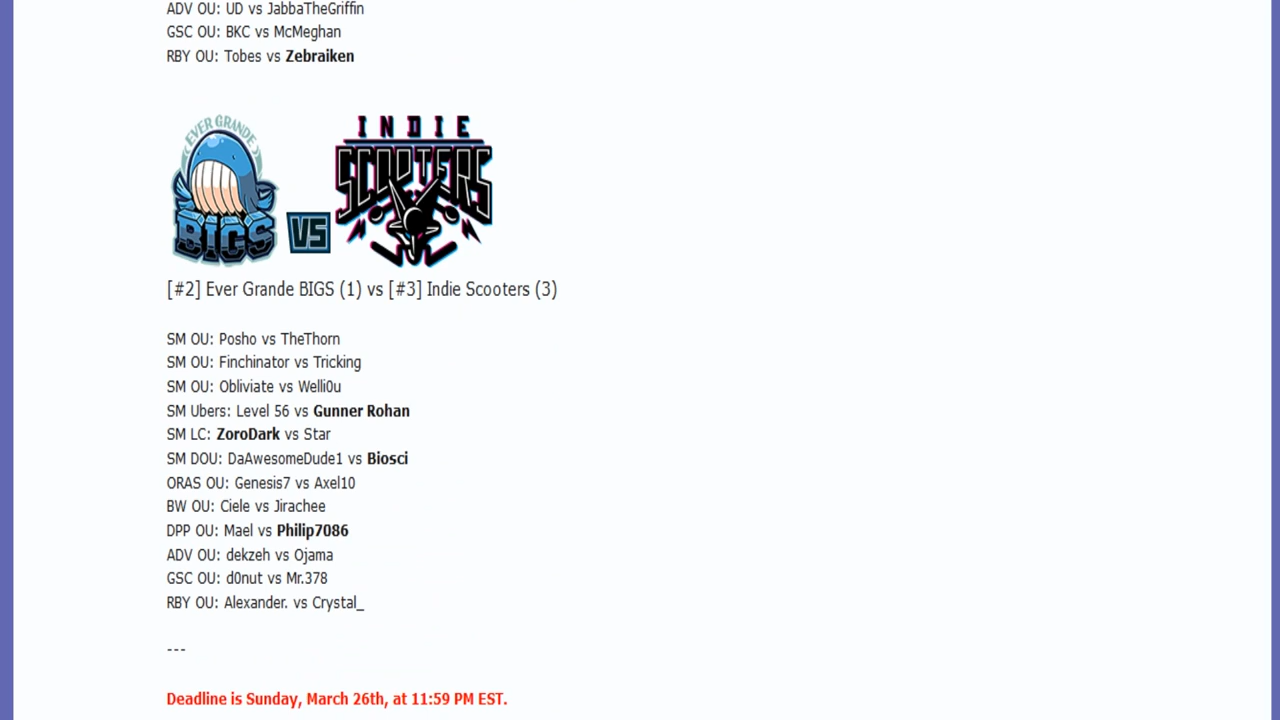 ADV OU: UD vs JabbaTheGriffin
GSC OU: BKC vs McMeghan
RBY OU: Tobes vs Zebraiken
EVER GRANDE
BIGS
VS
INDIE
SCOOTERS
[#2] Ever Grande BIGS (1) vs [#3] Indie Scooters (3)
SM OU: Posho vs TheThorn
SM OU: Finchinator vs Tricking
SM OU: Obliviate vs Welli0u
SM Ubers: Level 56 vs Gunner Rohan
SM LC: ZoroDark vs Star
SM DOU: DaAwesomeDude1 vs Biosci
ORAS OU: Genesis7 vs Axel10
BW OU: Ciele vs Jirachee
DPP OU: Mael vs Philip7086
ADV OU: dekzeh vs Ojama
GSC OU: d0nut vs Mr.378
RBY OU: Alexander. vs Crystal_
---
Deadline is Sunday, March 26th, at 11:59 PM EST.